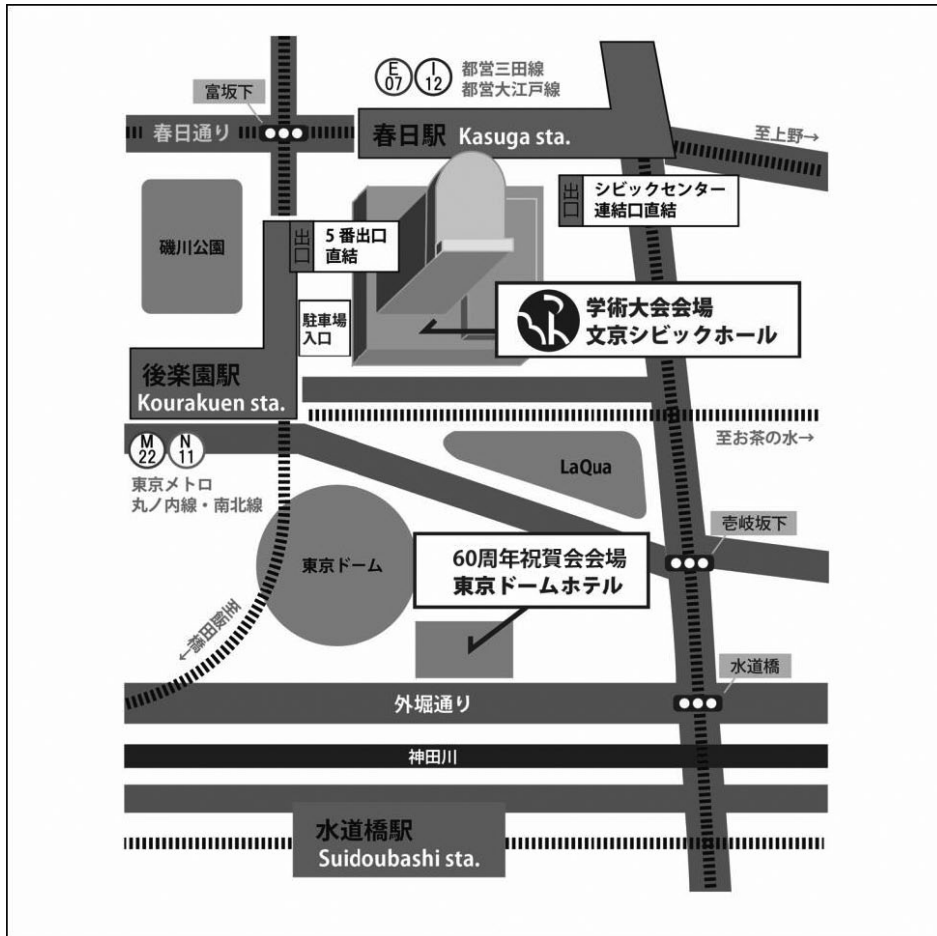 E
07
I
12
都営三田線
都営大江戸線
富坂下
春日通り
春日駅 Kasuga sta.
至上野→
出口
シビックセンター
連結口直結
磯川公園
出口
5番出口
直結
駐車場
入口
学術大会会場
文京シビックホール
後楽園駅
Kourakuen sta.
至お茶の水→
M
22
N
11
東京メトロ
丸ノ内線・南北線
LaQua
壱岐坂下
東京ドーム
60周年祝賀会会場
東京ドームホテル
至飯田橋→
水道橋
外堀通り
神田川
水道橋駅
Suidoubashi sta.